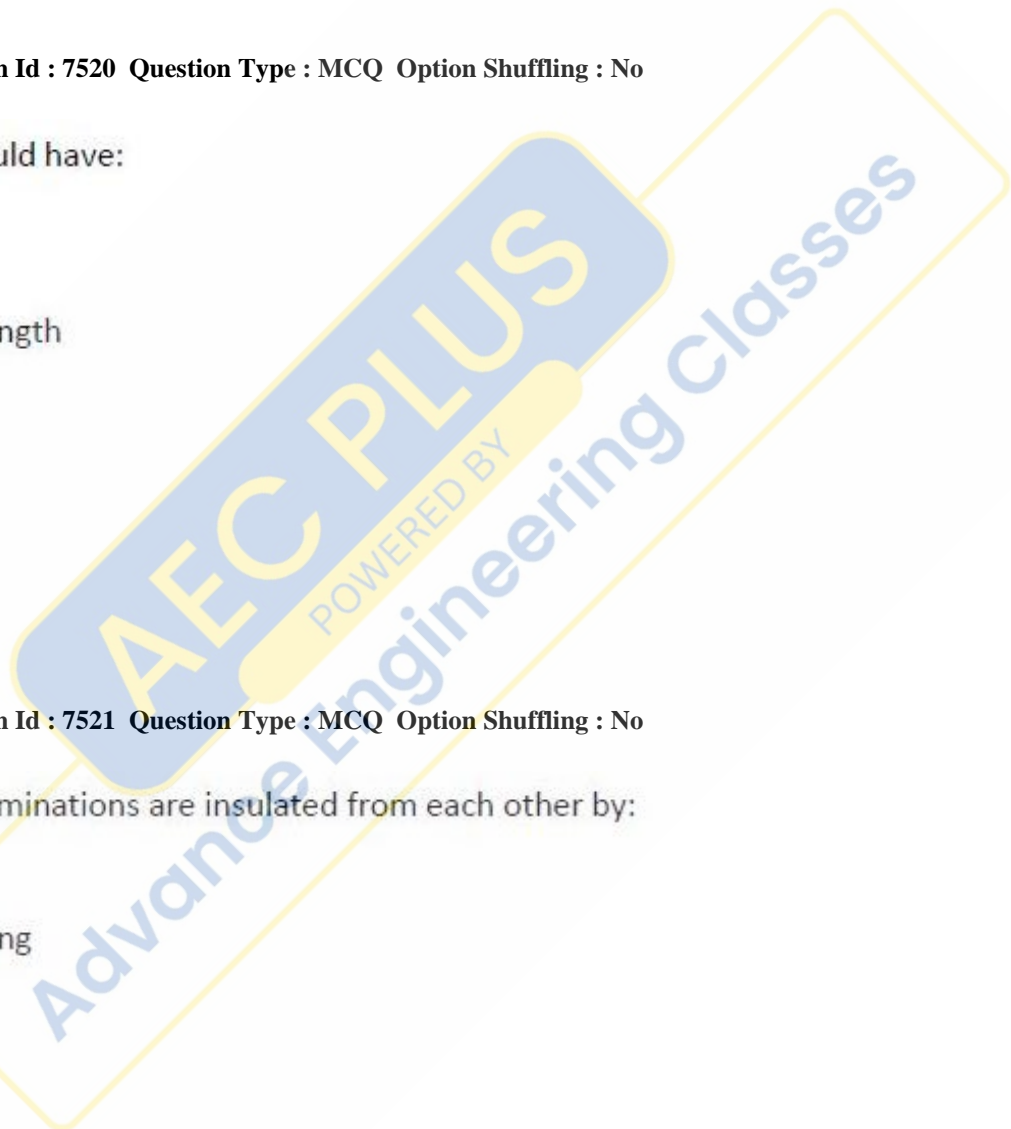 n Id : 7520 Question Type : MCQ Option Shuffling : No
uld have:
ngth
n Id : 7521 Question Type : MCQ Option Shuffling : No
minations are insulated from each other by:
ng
AEC PLUS
POWERED BY
Advance Engineering Classes